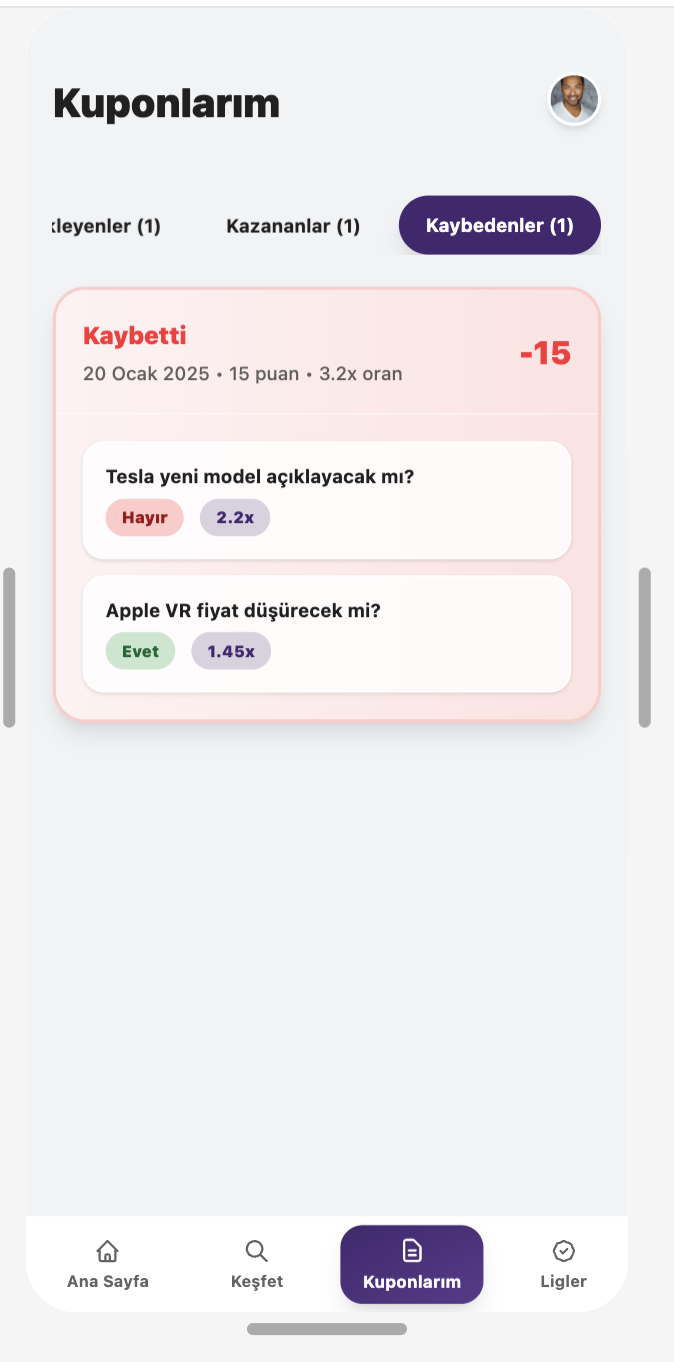 Kuponlarım
kleyenler (1) Kazananlar (1) Kaybedenler (1)
Kaybetti
-15
20 Ocak 2025 • 15 puan • 3.2x oran
Tesla yeni model açıklayacak mı?
Hayır 2.2x
Apple VR fiyat düşürecek mi?
Evet 1.45x
Ana Sayfa Keşfet Kuponlarım Ligler